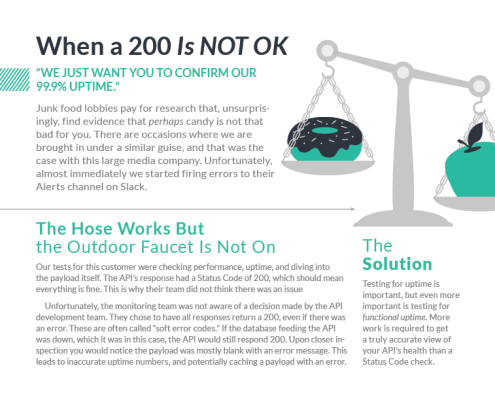 When a 200 Is NOT OK
"WE JUST WANT YOU TO CONFIRM OUR
99.9% UPTIME."
Junk food lobbies pay for research that, unsurpris-
ingly, find evidence that perhaps candy is not that
bad for you. There are occasions where we are
brought in under a similar guise, and that was the
case with this large media company. Unfortunately,
almost immediately we started firing errors to their
Alerts channel on Slack.
The Hose Works But
the Outdoor Faucet Is Not On
Our tests for this customer were checking performance, uptime, and diving into
the payload itself. The API's response had a Status Code of 200, which should mean
everything is fine. This is why their team did not think there was an issue
Unfortunately, the monitoring team was not aware of a decision made by the API
development team. They chose to have all responses return a 200, even if there was
an error. These are often called "soft error codes." If the database feeding the API
was down, which it was in this case, the API would still respond 200. Upon closer in-
spection you would notice the payload was mostly blank with an error message. This
leads to inaccurate uptime numbers, and potentially caching a payload with an error.
The
Solution
Testing for uptime is
important, but even more
important is testing for
functional uptime. More
work is required to get
a truly accurate view of
your API's health than a
Status Code check.